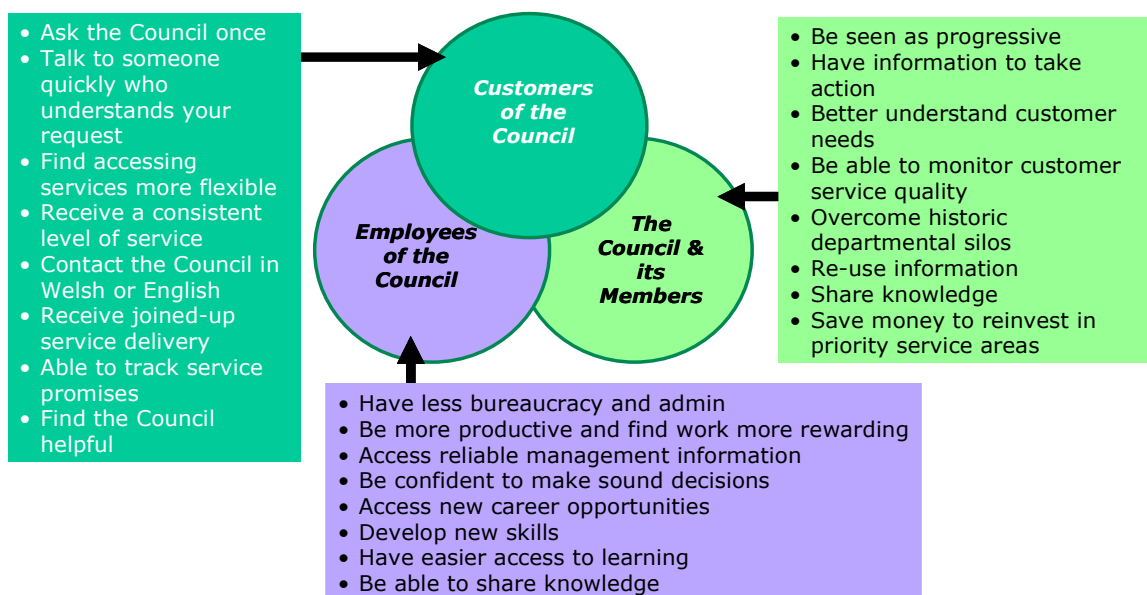 • Ask the Council once
• Talk to someone
quickly who
understands your
request
• Find accessing
services more flexible
• Receive a consistent
level of service
• Contact the Council in
Welsh or English
• Receive joined-up
service delivery
• Able to track service
promises
• Find the Council
helpful
Customers
of the
Council
Employees
of the
Council
The
Council &
its
Members
• Be seen as progressive
• Have information to take
action
• Better understand customer
needs
• Be able to monitor customer
service quality
• Overcome historic
departmental silos
• Re-use information
• Share knowledge
• Save money to reinvest in
priority service areas
• Have less bureaucracy and admin
• Be more productive and find work more rewarding
• Access reliable management information
• Be confident to make sound decisions
• Access new career opportunities
• Develop new skills
• Have easier access to learning
• Be able to share knowledge